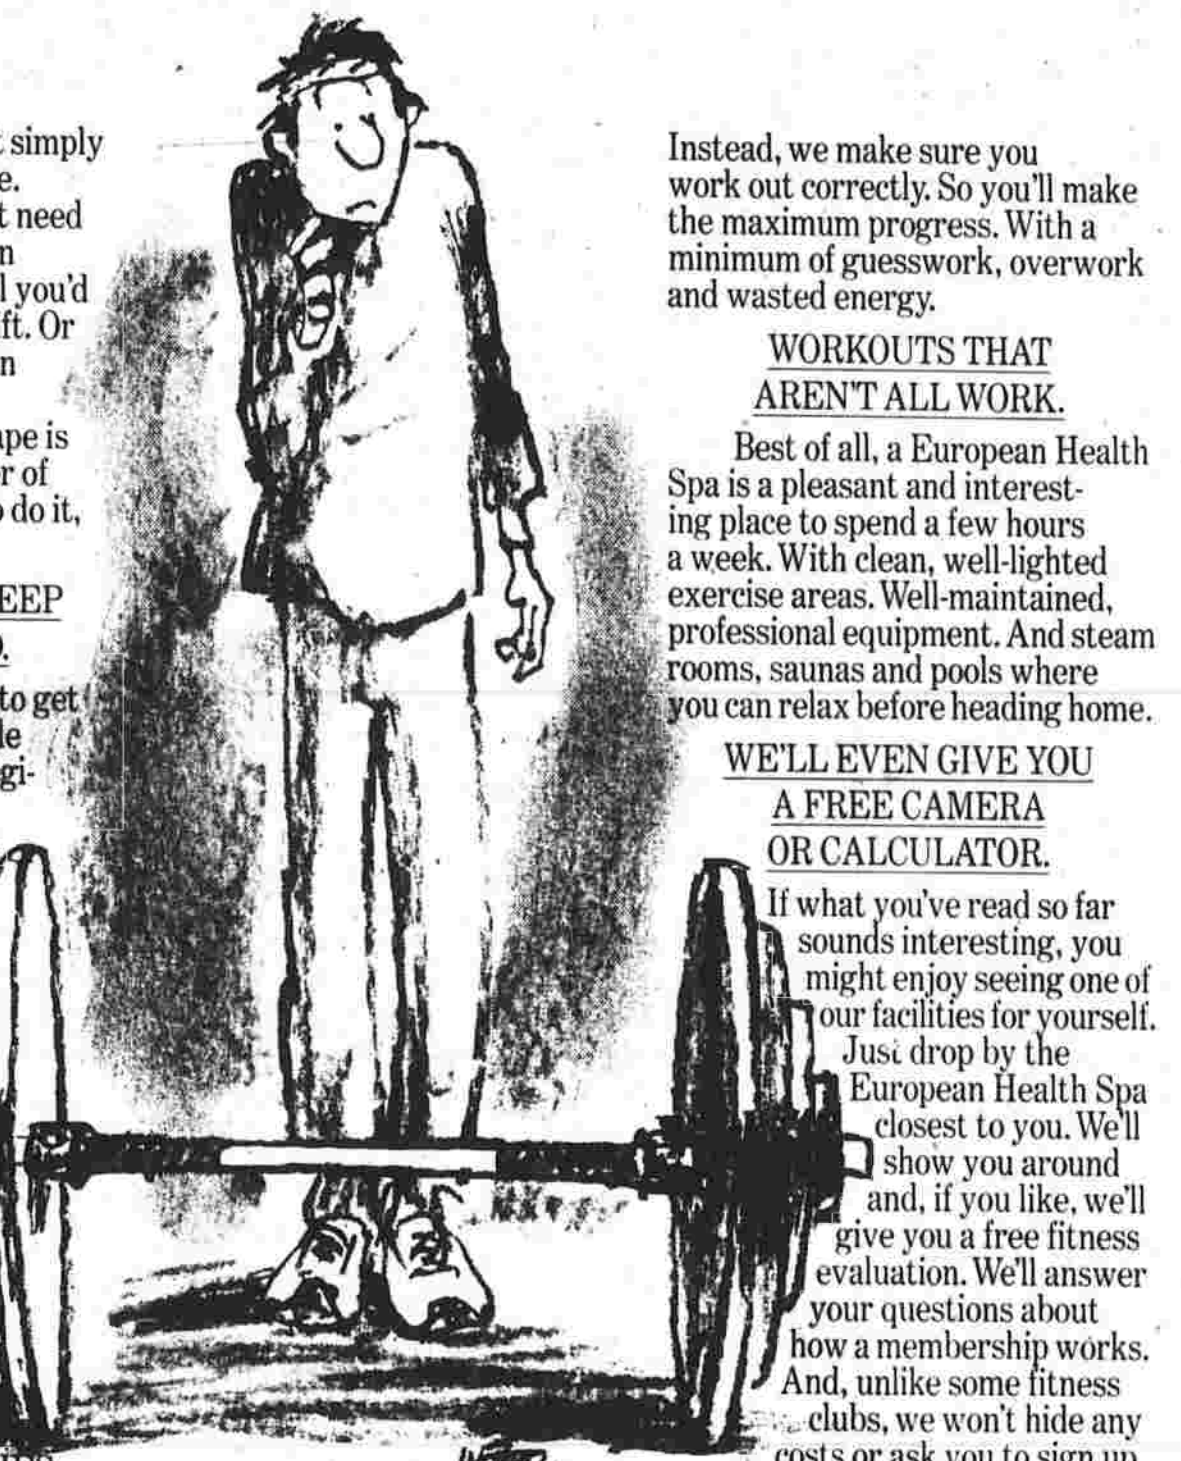 simply
need
you'd
Or
is
of
do it,
to get
Instead, we make sure you
work out correctly. So you'll make
the maximum progress. With a
minimum of guesswork, overwork
and wasted energy.
WORKOUTS THAT
AREN'T ALL WORK.
Best of all, a European Health
Spa is a pleasant and interest-
ing place to spend a few hours
a week. With clean, well-lighted
exercise areas. Well-maintained,
professional equipment. And steam
rooms, saunas and pools where
you can relax before heading home.
WE'LL EVEN GIVE YOU
A FREE CAMERA
OR CALCULATOR.
If what you've read so far
sounds interesting, you
might enjoy seeing one of
our facilities for yourself.
Just drop by the
European Health Spa
closest to you. We'll
show you around
and, if you like, we'll
give you a free fitness
evaluation. We'll answer
your questions about
how a membership works.
And, unlike some fitness
clubs, we won't hide any
costs or ask you to sign up